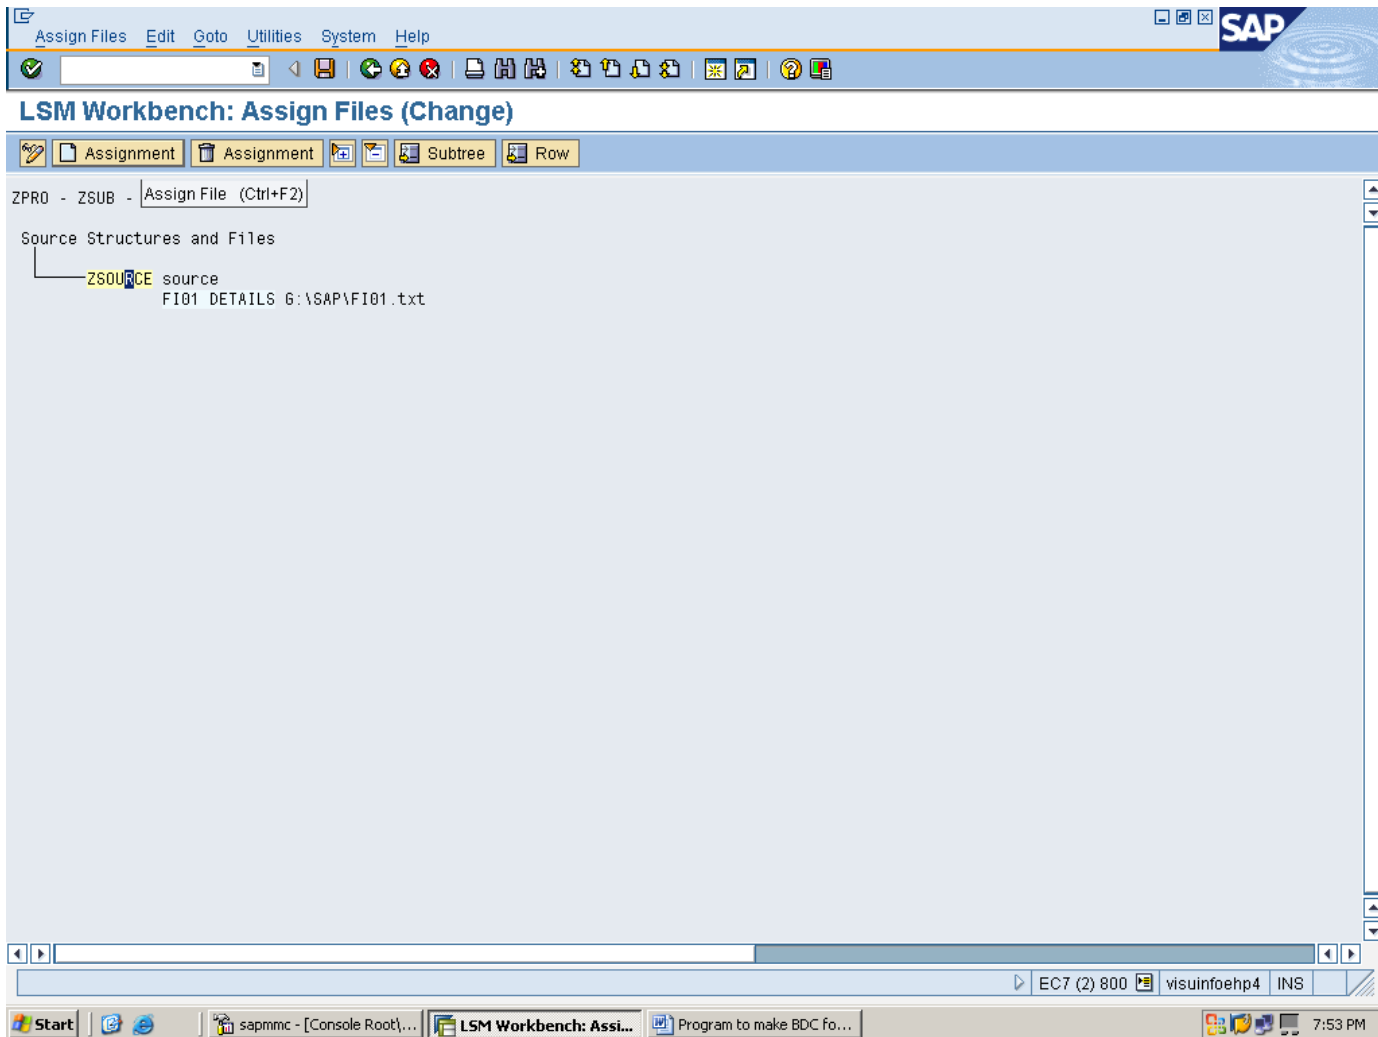 Assign Files Edit Goto Utilities System Help
SAP
LSM Workbench: Assign Files (Change)
Assignment Assignment Subtree Row
ZPRO - ZSUB - Assign File (Ctrl+F2)
Source Structures and Files
ZSOURCE source
FI01 DETAILS G:\SAP\FI01.txt
EC7 (2) 800 visuinfoehp4 INS
Start sapmmc - [Console Root\... LSM Workbench: Assi... Program to make BDC fo... 7:53 PM